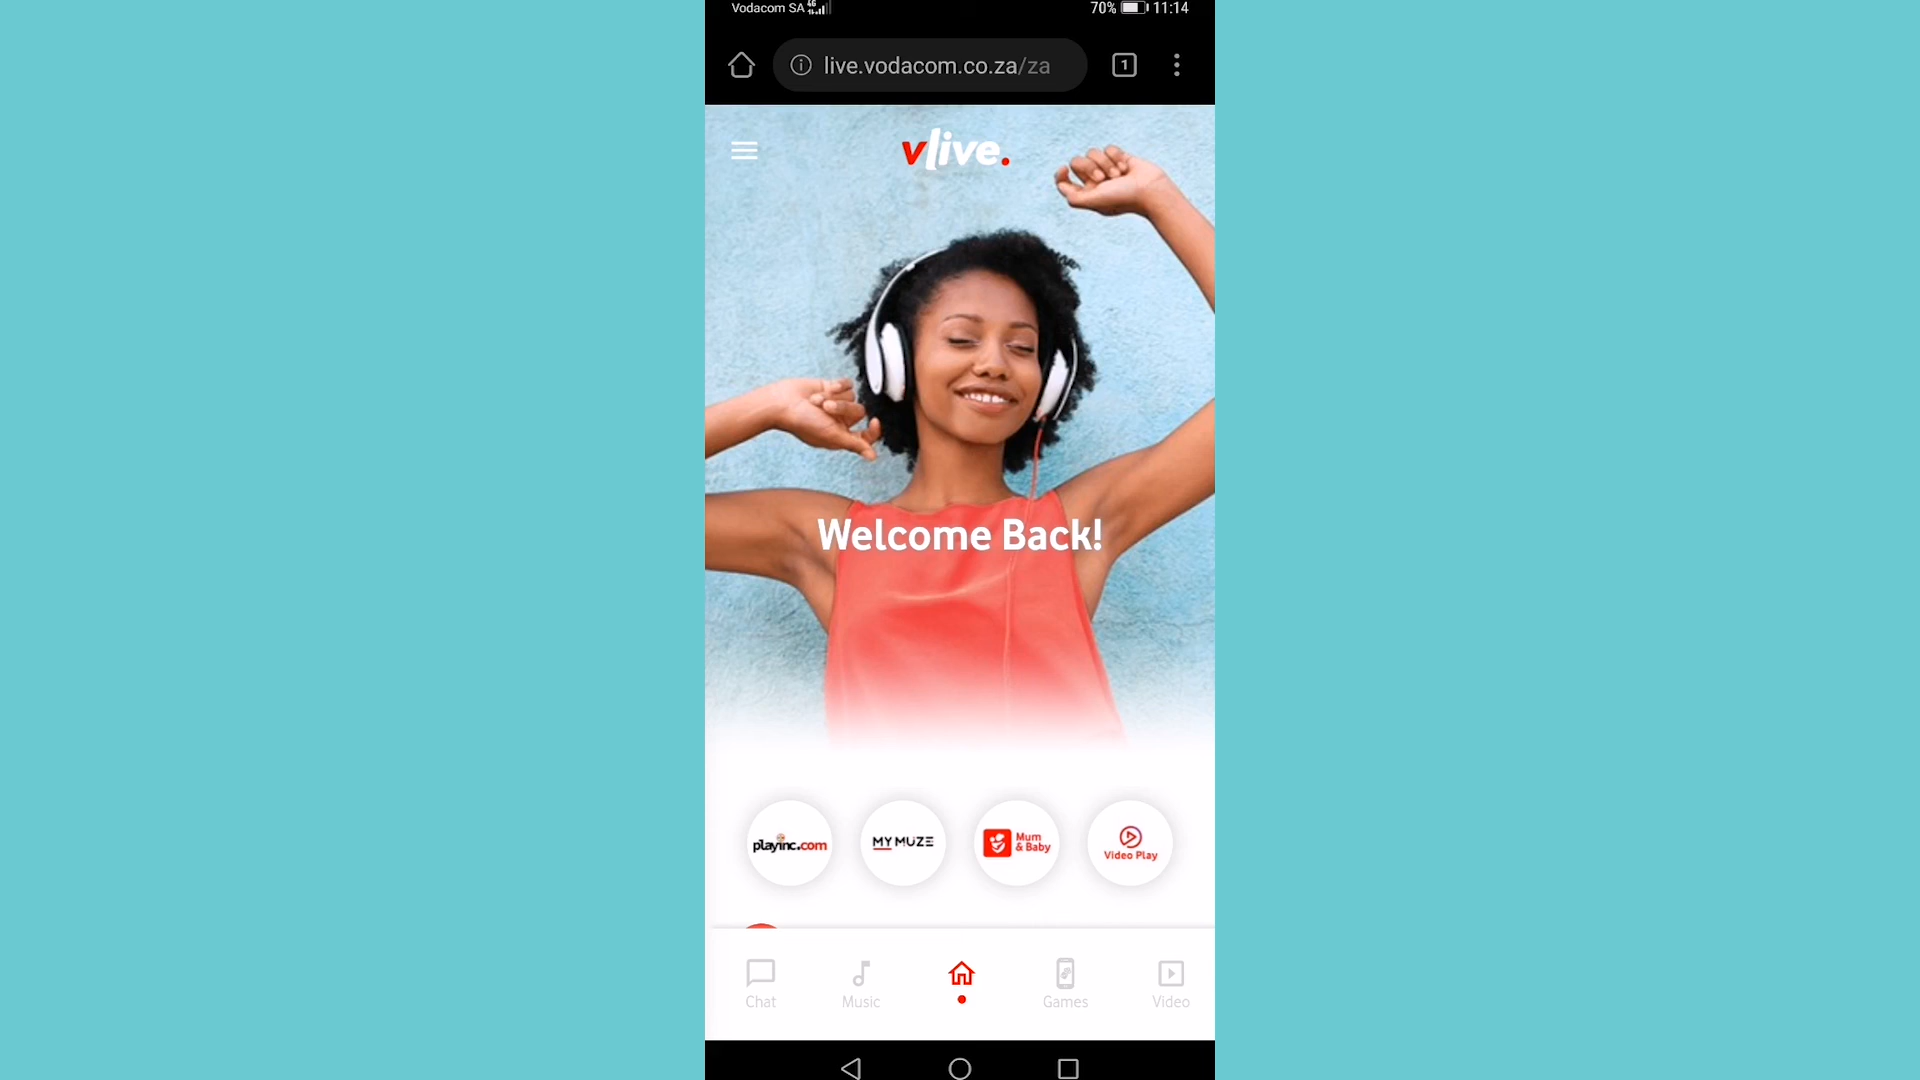 Vodacom SA 4G 70% 11:14
live.vodacom.co.za/za 1
vlive.
Welcome Back!
playinc.com MY MUZE Mum & Baby Video Play
Chat Music Games Video